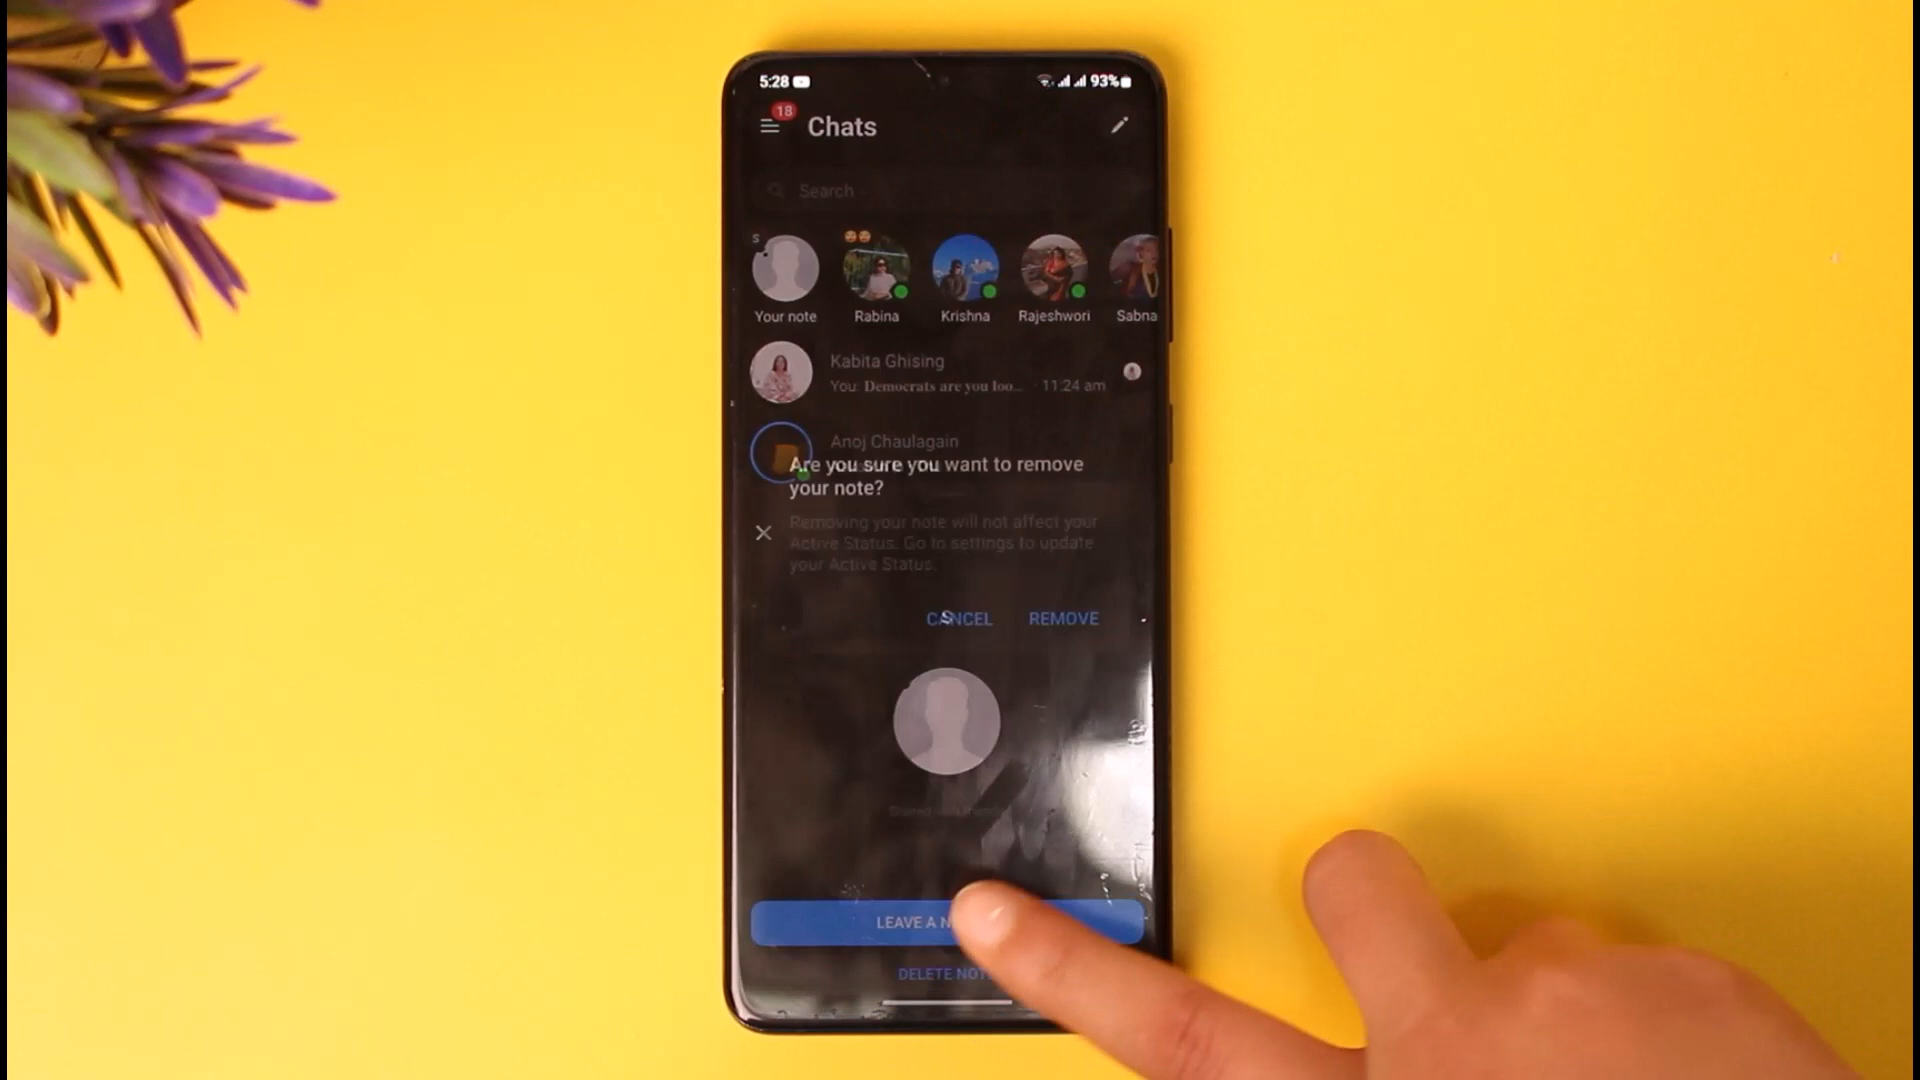 5:28 93%
18
Chats
Search
S
Your note Rabina Krishna Rajeshwori Sabna
Kabita Ghising
You: Democrats are you loo... · 11:24 am
Anoj Chaulagain
Are you sure you want to remove
your note?
Removing your note will not affect your
Active Status. Go to settings to update
your Active Status.
S
CANCEL REMOVE
LEAVE A N
DELETE NOT